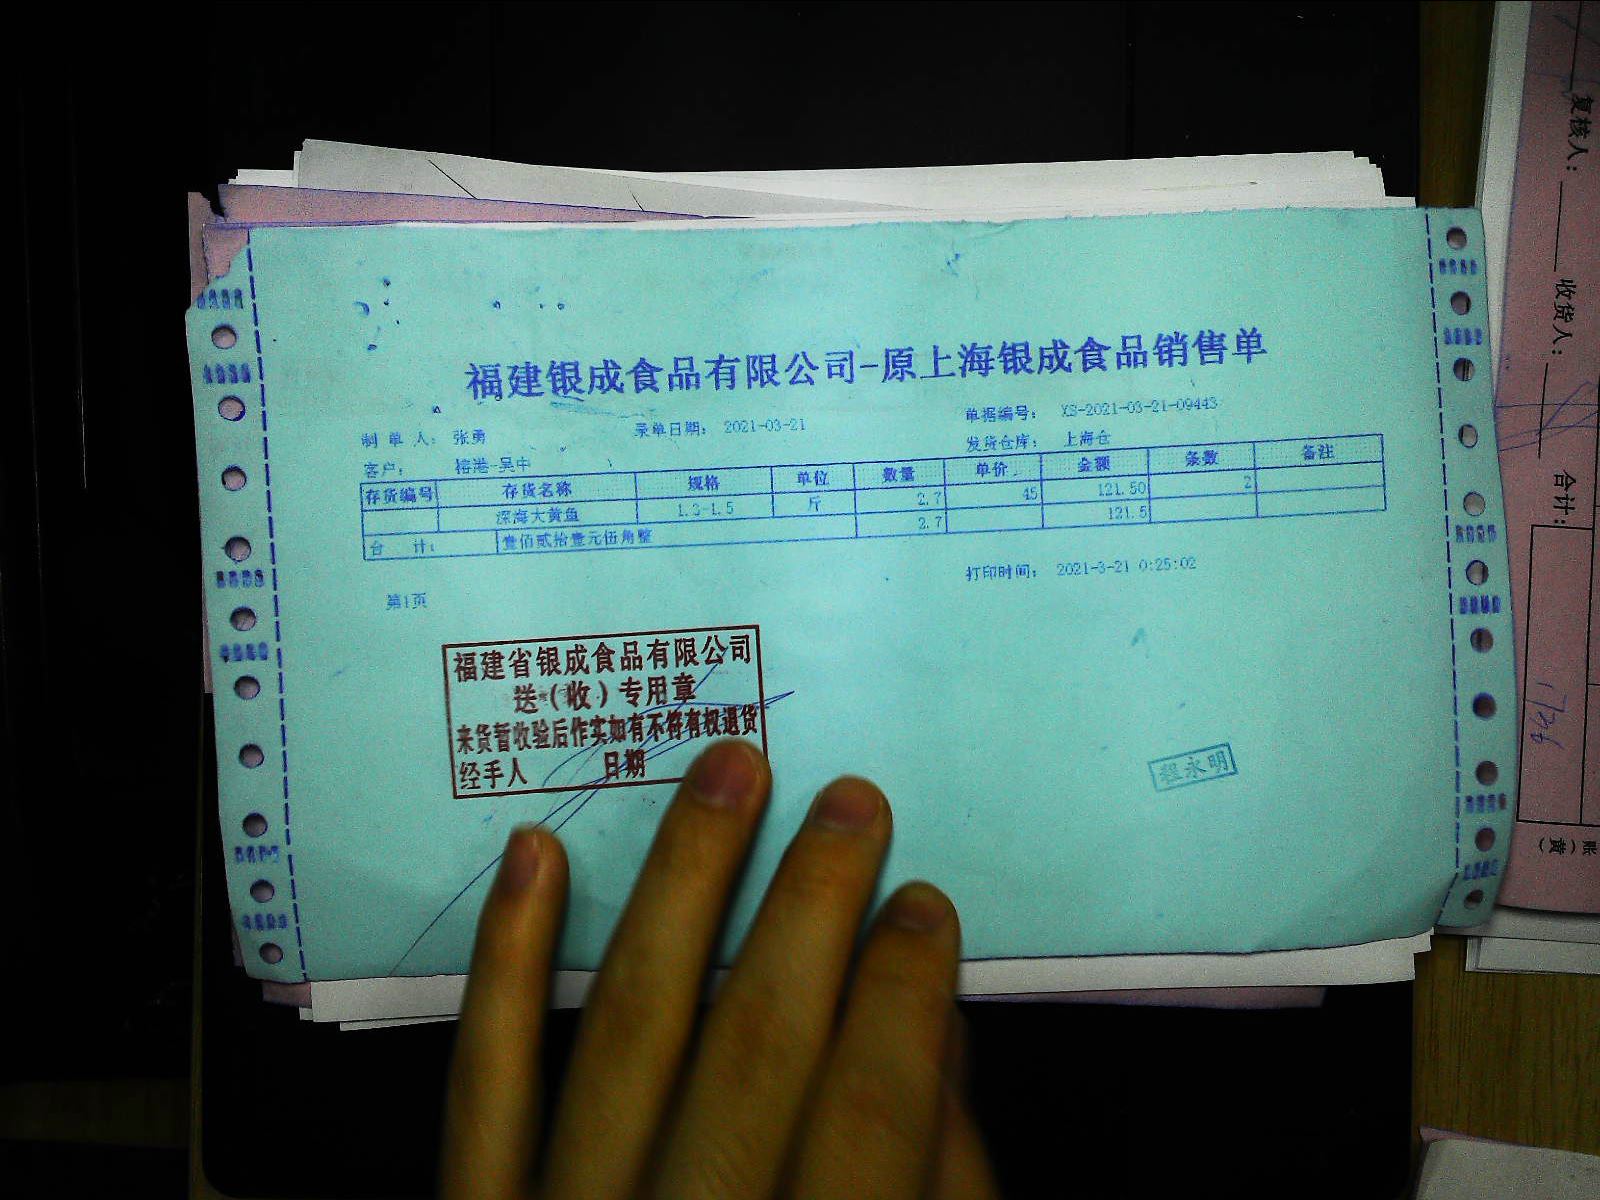 福建银成食品有限公司-原上海银成食品销售单
制 单 人： 张勇 录单日期： 2021-03-21 单据编号： XS-2021-03-21-09443
客户： 榕港-吴中 发货仓库： 上海仓
存货编号 存货名称 规格 单位 数量 单价 金额 条数 备注
深海大黄鱼 1.3-1.5 斤 2.7 45 121.50 2
合 计： 壹佰贰拾壹元伍角整 2.7 121.5
打印时间： 2021-3-21 0:25:02
第1页
福建省银成食品有限公司
送（收）专用章
来货暂收验后作实如有不符有权退货
经手人 日期
程永明
复核人：
收货人：
合计：